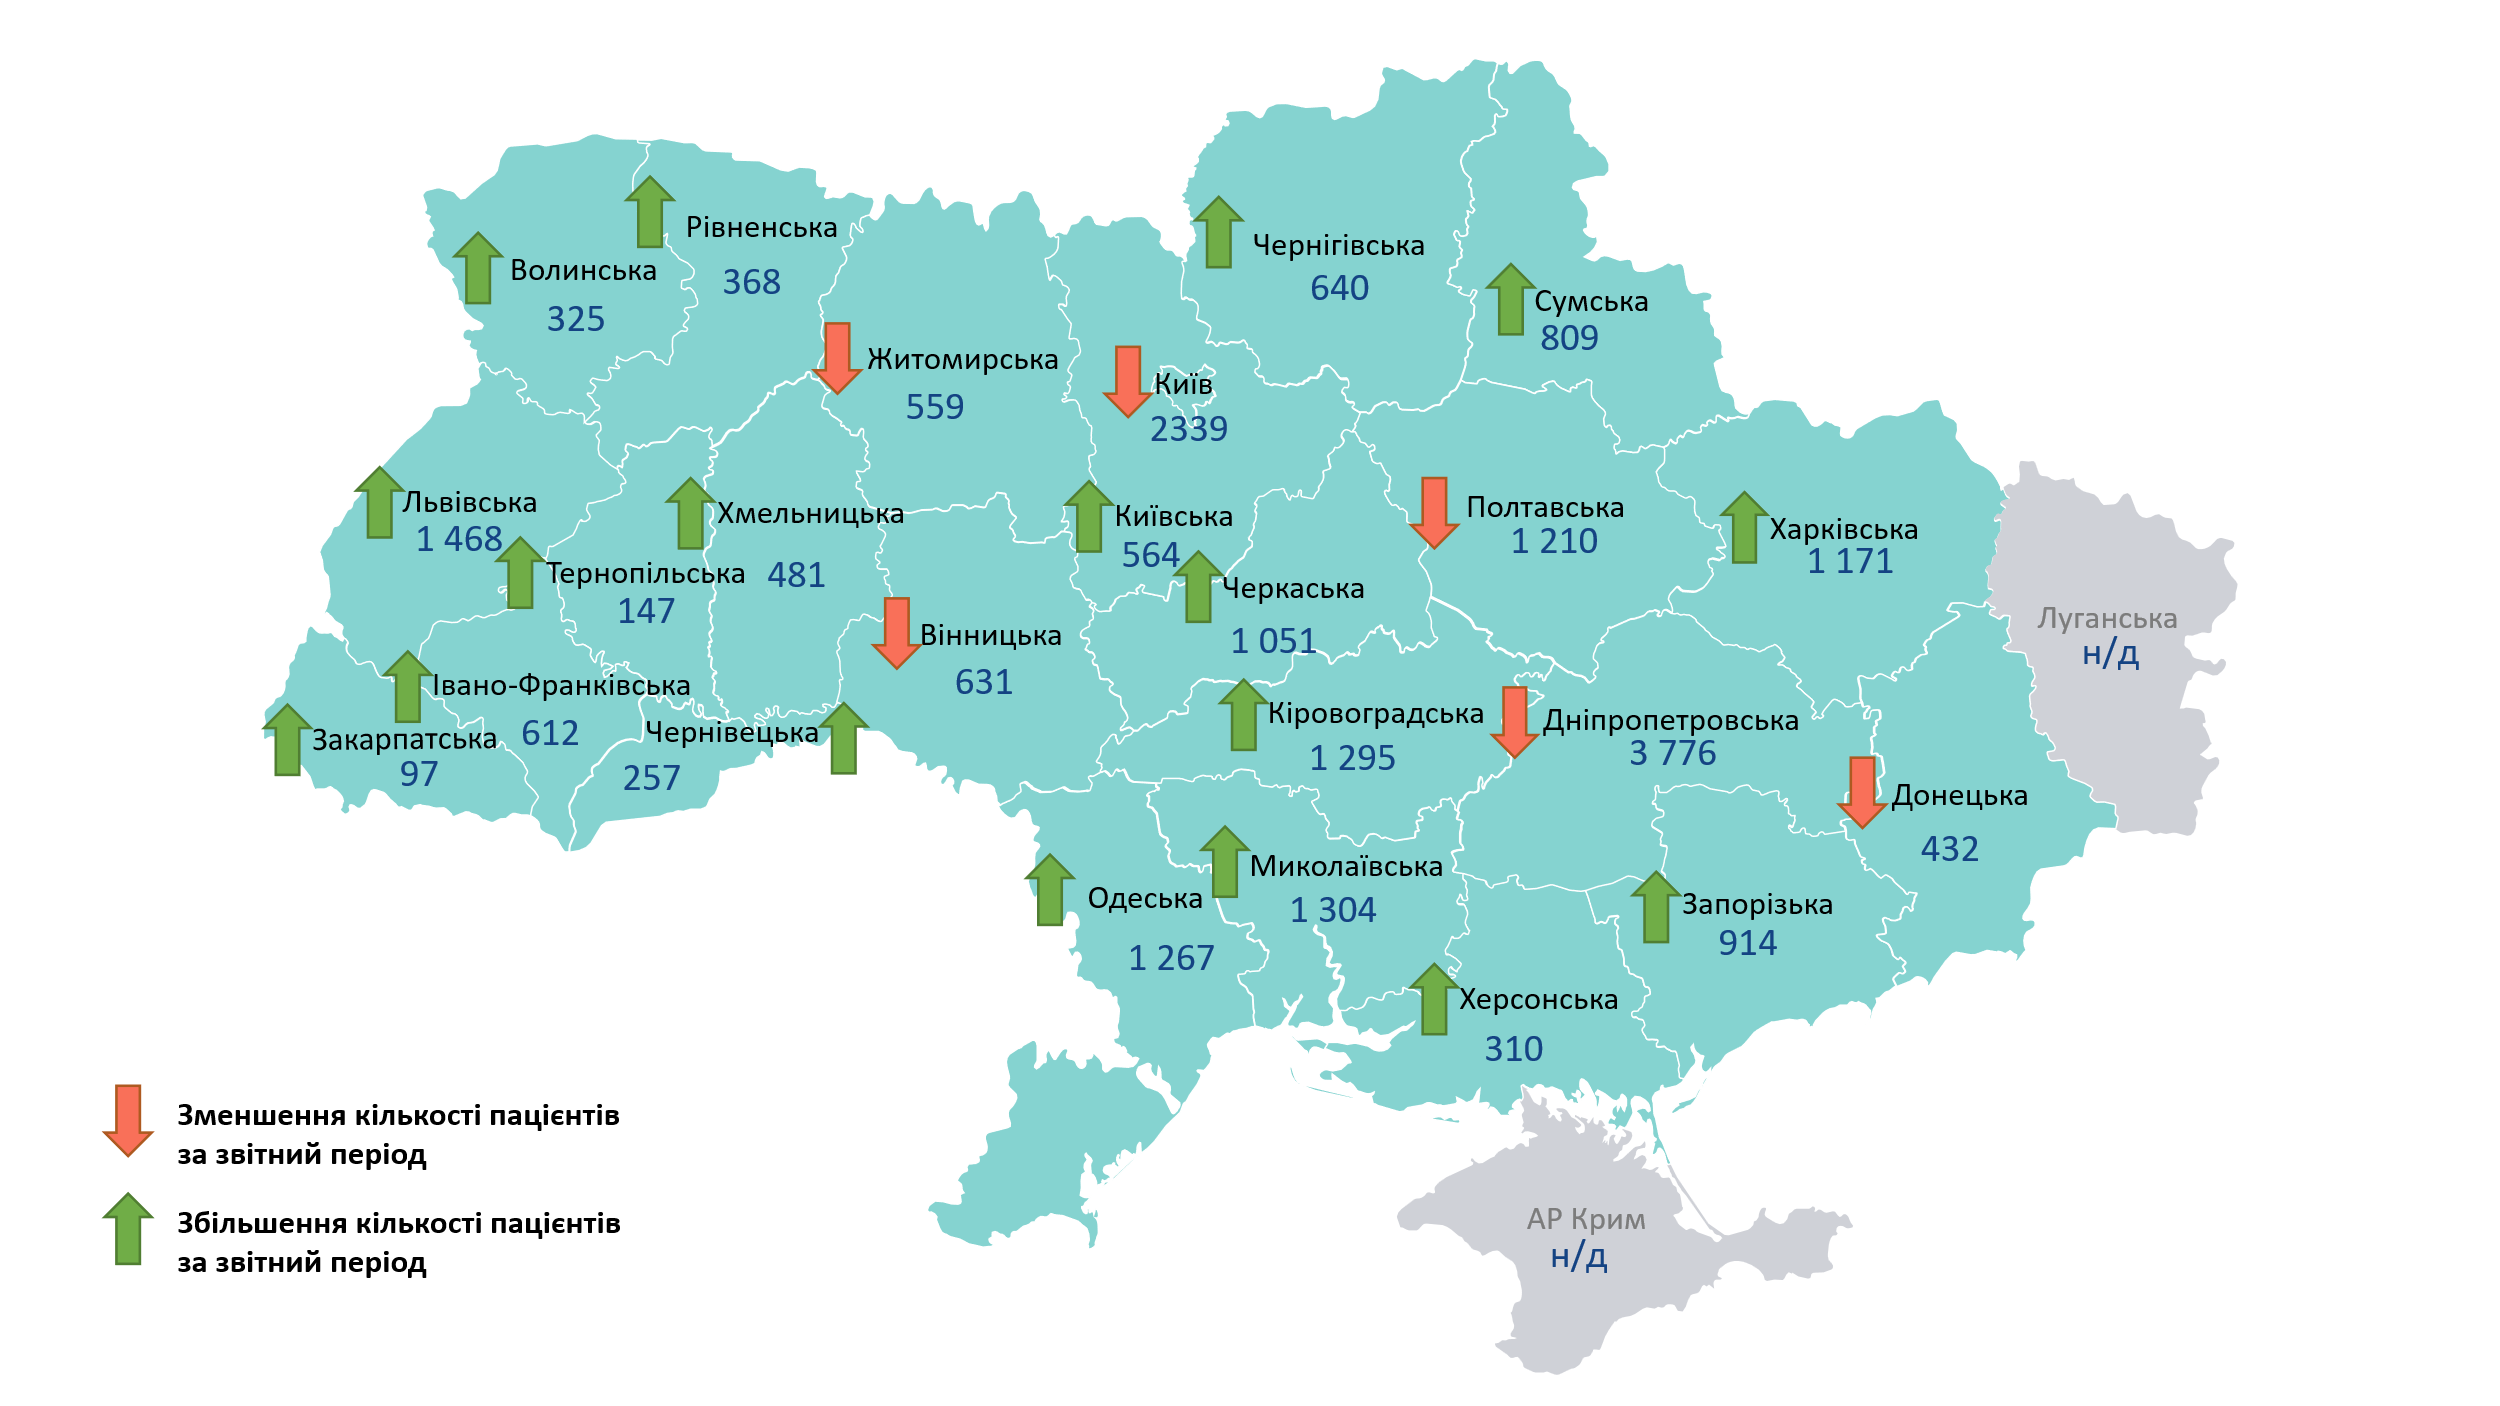 Рівненська
368
Волинська
325
Чернігівська
640
Сумська
809
Житомирська
559
Київ
2339
Львівська
1 468
Хмельницька
481
Київська
564
Полтавська
1 210
Харківська
1 171
Тернопільська
147
Черкаська
1 051
Луганська
н/д
Вінницька
631
Івано-Франківська
612
Закарпатська
97
Чернівецька
257
Кіровоградська
1 295
Дніпропетровська
3 776
Донецька
432
Миколаївська
1 304
Одеська
1 267
Запорізька
914
Херсонська
310
АР Крим
н/д
Зменшення кількості пацієнтів
за звітний період
Збільшення кількості пацієнтів
за звітний період